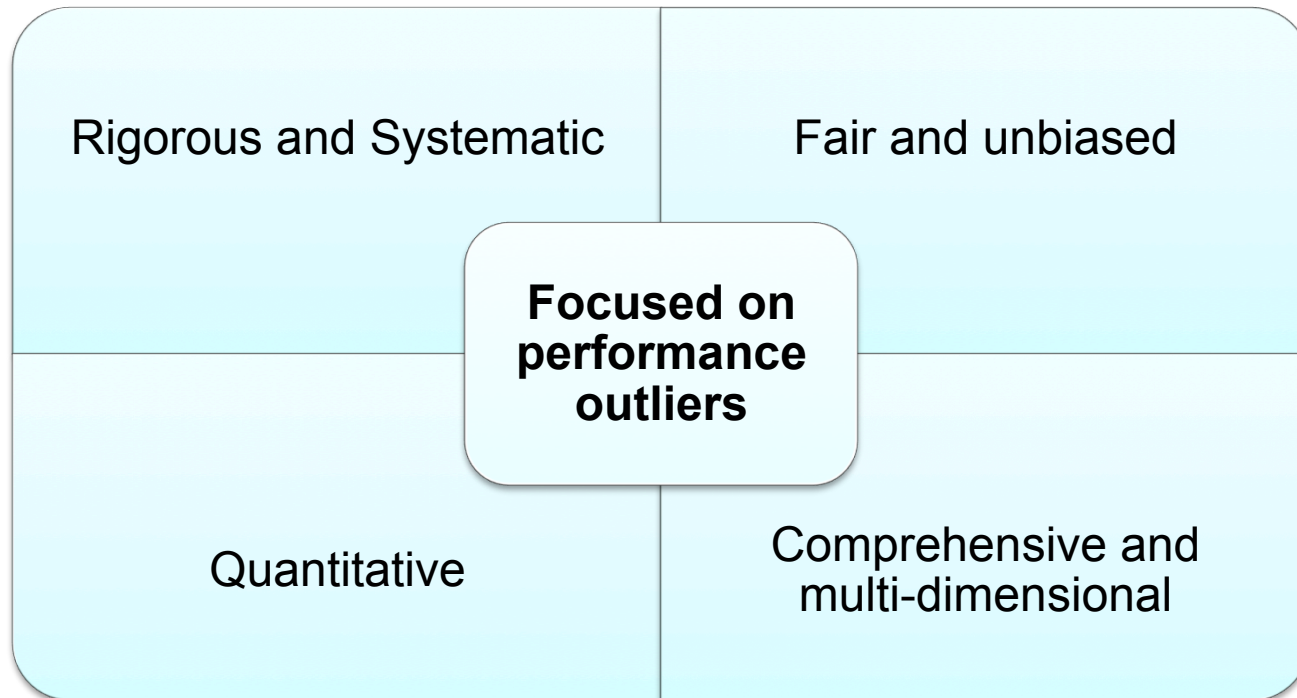 Rigorous and Systematic
Fair and unbiased
Focused on
performance
outliers
Quantitative
Comprehensive and
multi-dimensional